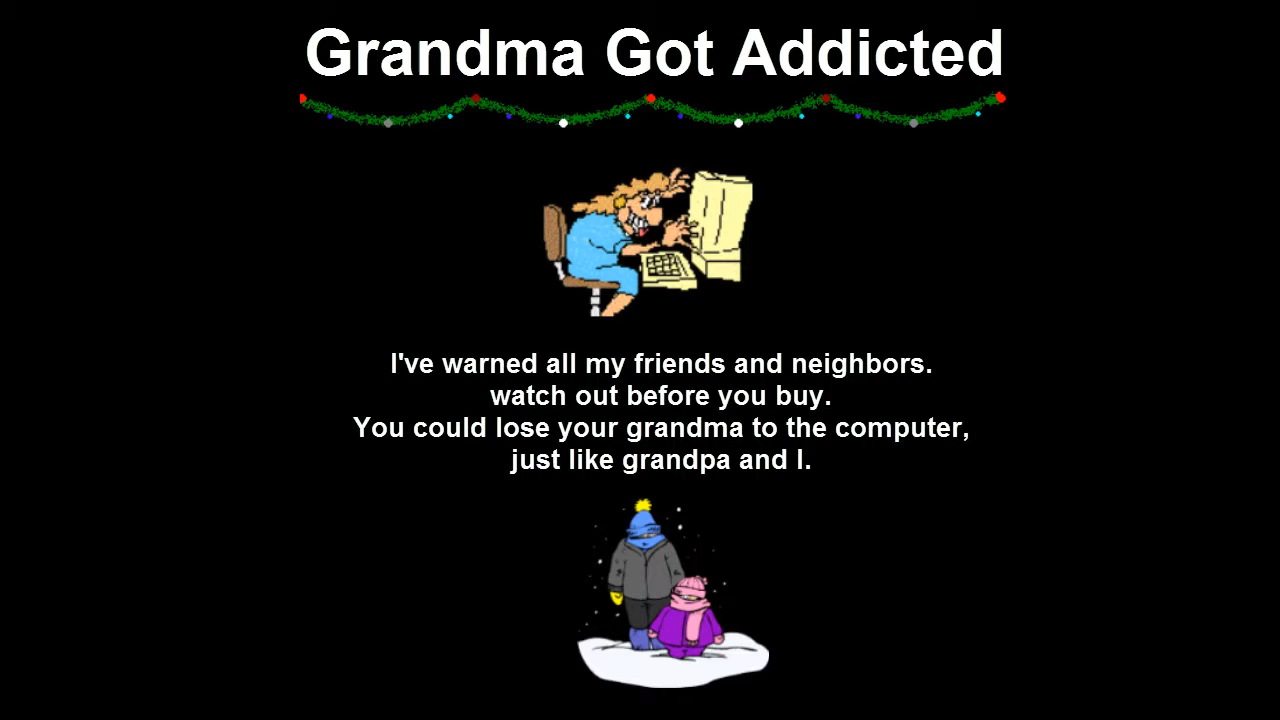 Grandma Got Addicted
I've warned all my friends and neighbors.
watch out before you buy.
You could lose your grandma to the computer,
just like grandpa and I.